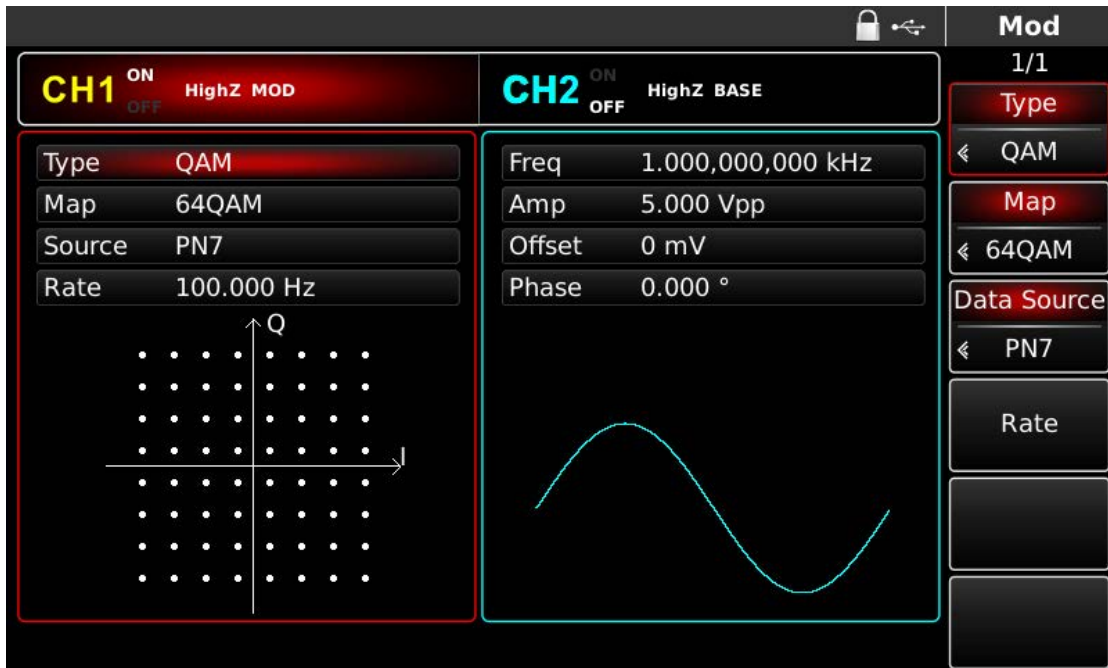 Mod
1/1
CH1 ON OFF HighZ MOD
CH2 ON OFF HighZ BASE
Type QAM
Map 64QAM
Source PN7
Rate 100.000 Hz
Q
I
Freq 1.000,000,000 kHz
Amp 5.000 Vpp
Offset 0 mV
Phase 0.000 °
Type
QAM
Map
64QAM
Data Source
PN7
Rate